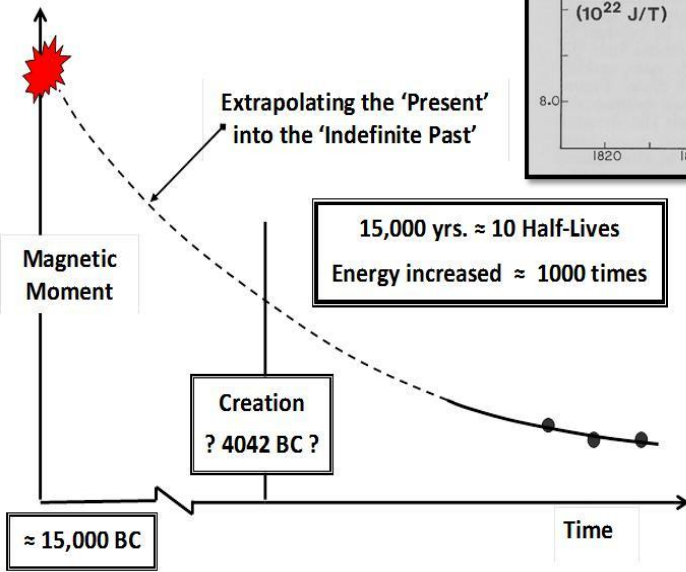 (10²² J/T)
8.0
1820
Extrapolating the ‘Present’
into the ‘Indefinite Past’
15,000 yrs. ≈ 10 Half-Lives
Energy increased ≈ 1000 times
Magnetic
Moment
Creation
? 4042 BC ?
≈ 15,000 BC
Time